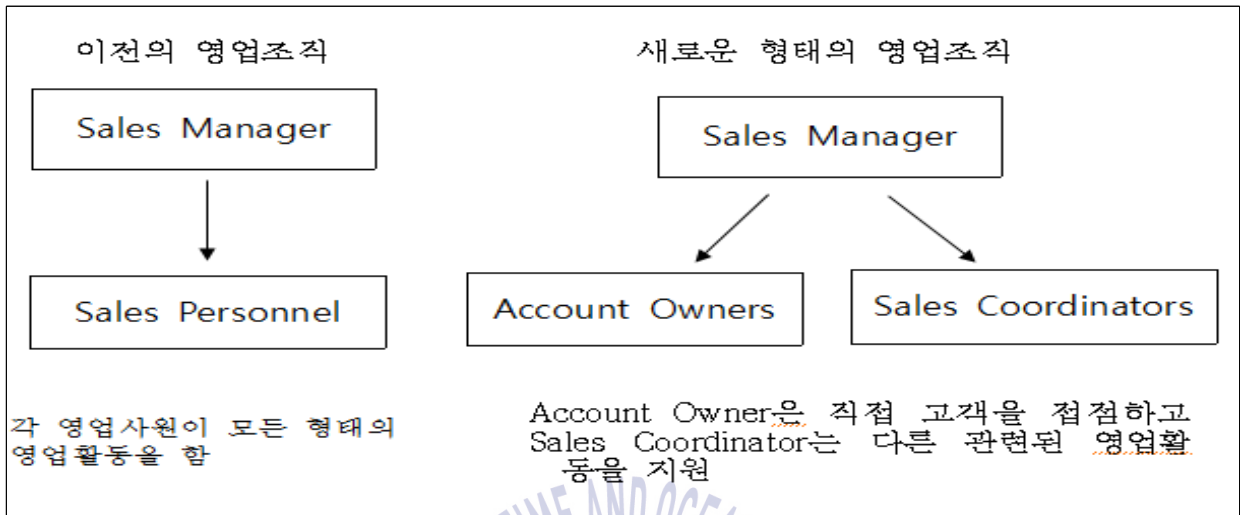 이전의 영업조직
Sales Manager
Sales Personnel
각 영업사원이 모든 형태의
영업활동을 함
새로운 형태의 영업조직
Sales Manager
Account Owners
Sales Coordinators
Account Owner은 직접 고객을 접점하고
Sales Coordinator는 다른 관련된 영업활
동을 지원
TIME AND OCEA